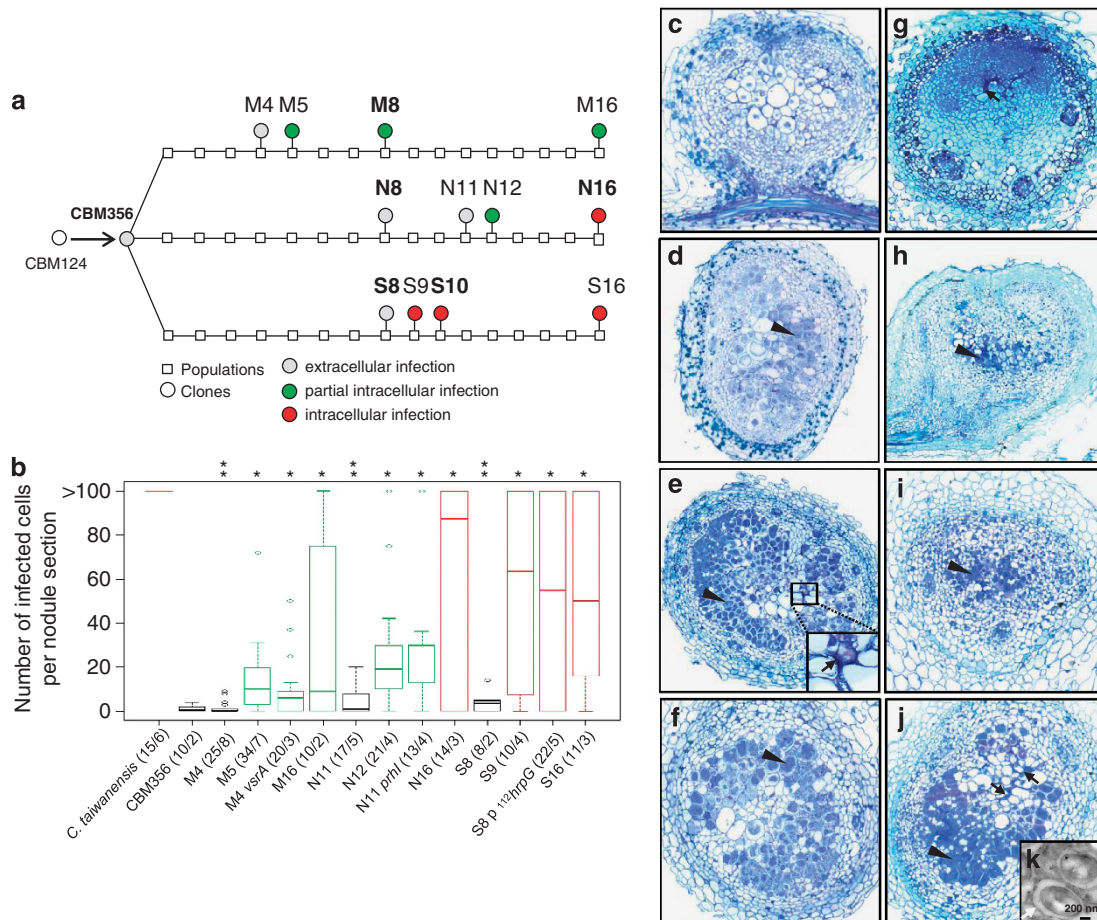 a
M4 M5 M8 M16
N8 N11 N12 N16
CBM356
CBM124
S8 S9 S10 S16
Populations
Clones
extracellular infection
partial intracellular infection
intracellular infection
b
* * * * * * * * * * * * * *
Number of infected cells
per nodule section
>100
80
60
40
20
0
C. taiwanensis (15/6)
CBM356 (10/2)
M4 (25/8)
M5 (34/7)
M4 vsrA (20/3)
M16 (10/2)
N11 (17/5)
N12 (21/4)
N11 prhI (13/4)
N16 (14/3)
S8 (8/2)
S9 (10/4)
S8 p 112hrpG (22/5)
S16 (11/3)
c
g
d
h
e
i
f
j
k
200 nm